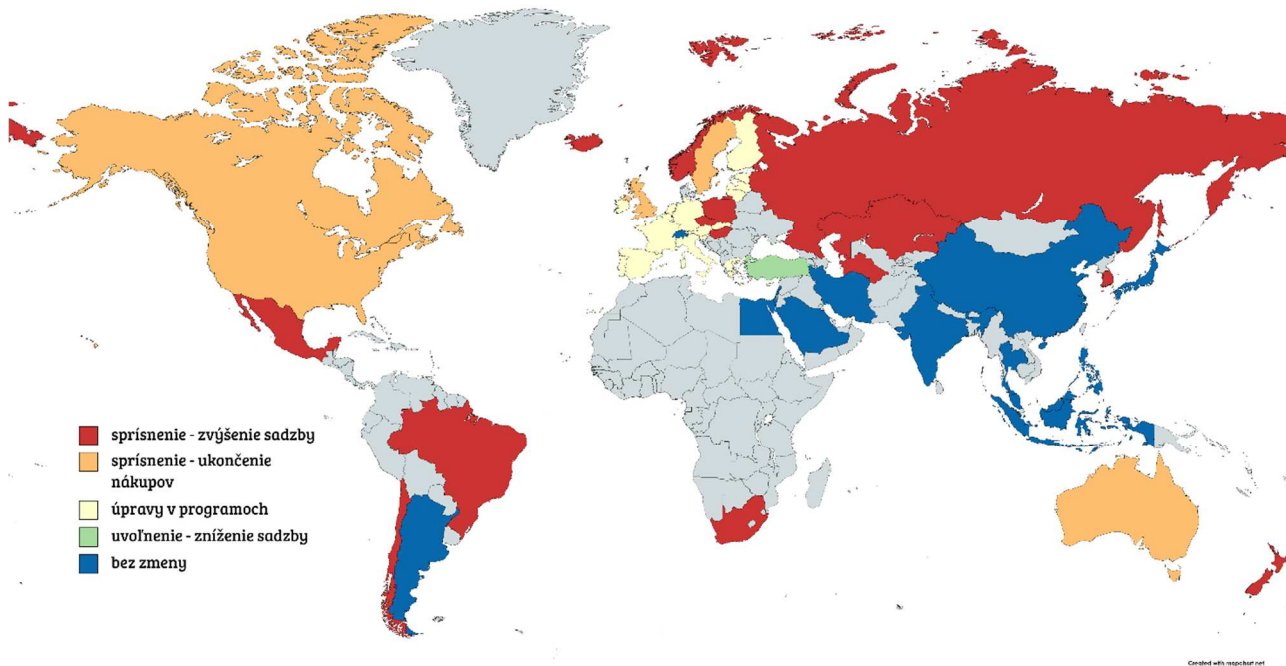 sprísnenie - zvýšenie sadzby
sprísnenie - ukončenie
nákupov
úpravy v programoch
uvoľnenie - zníženie sadzby
bez zmeny
Created with mapchart.net